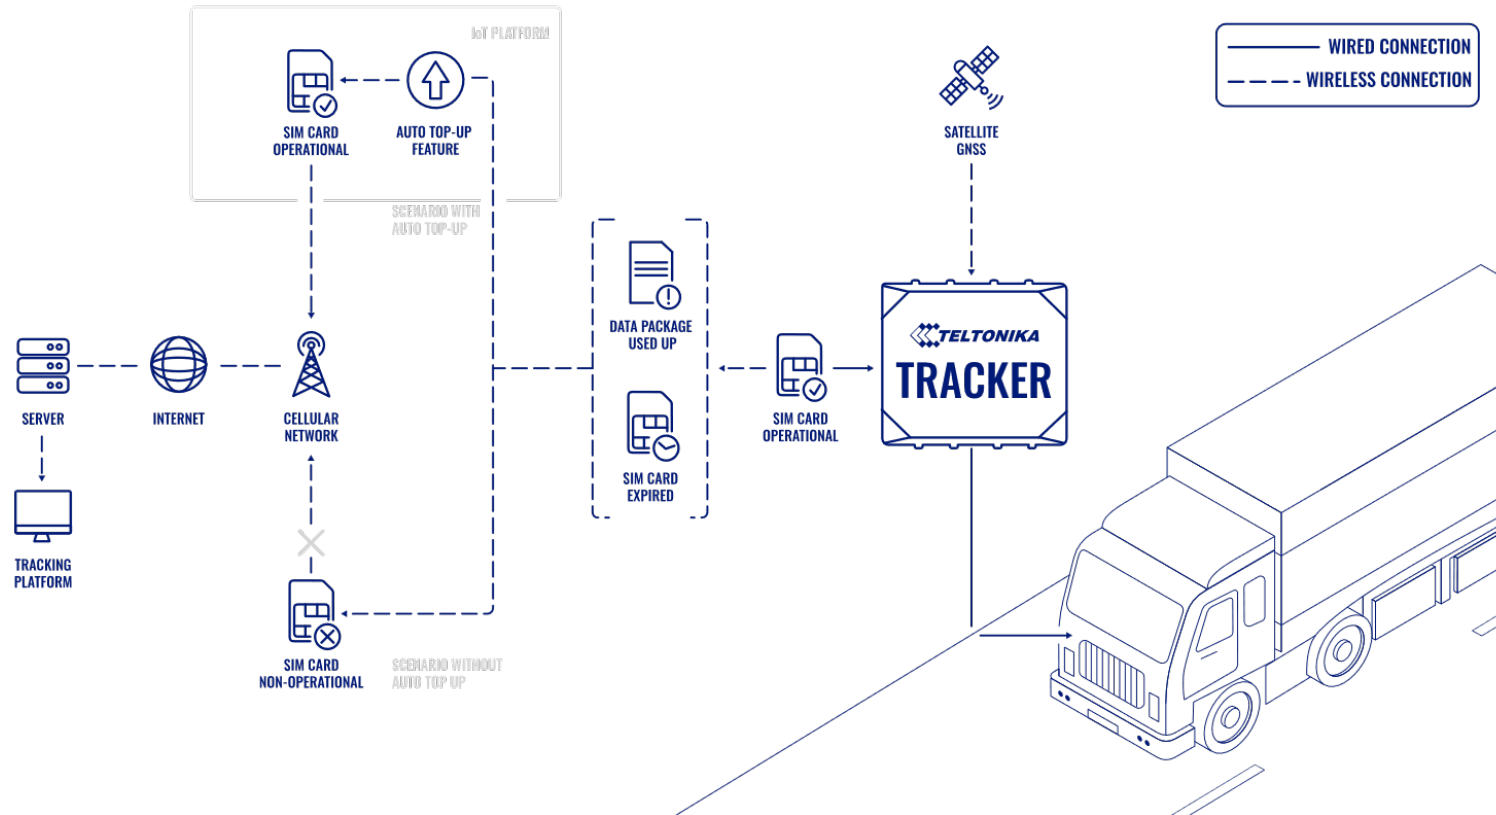 IoT PLATFORM
SIM CARD
OPERATIONAL
AUTO TOP-UP
FEATURE
SCENARIO WITH
AUTO TOP-UP
SATELLITE
GNSS
WIRED CONNECTION
WIRELESS CONNECTION
DATA PACKAGE
USED UP
SIM CARD
EXPIRED
SIM CARD
OPERATIONAL
TELTONIKA
TRACKER
SERVER
INTERNET
CELLULAR
NETWORK
TRACKING
PLATFORM
SIM CARD
NON-OPERATIONAL
SCENARIO WITHOUT
AUTO TOP UP